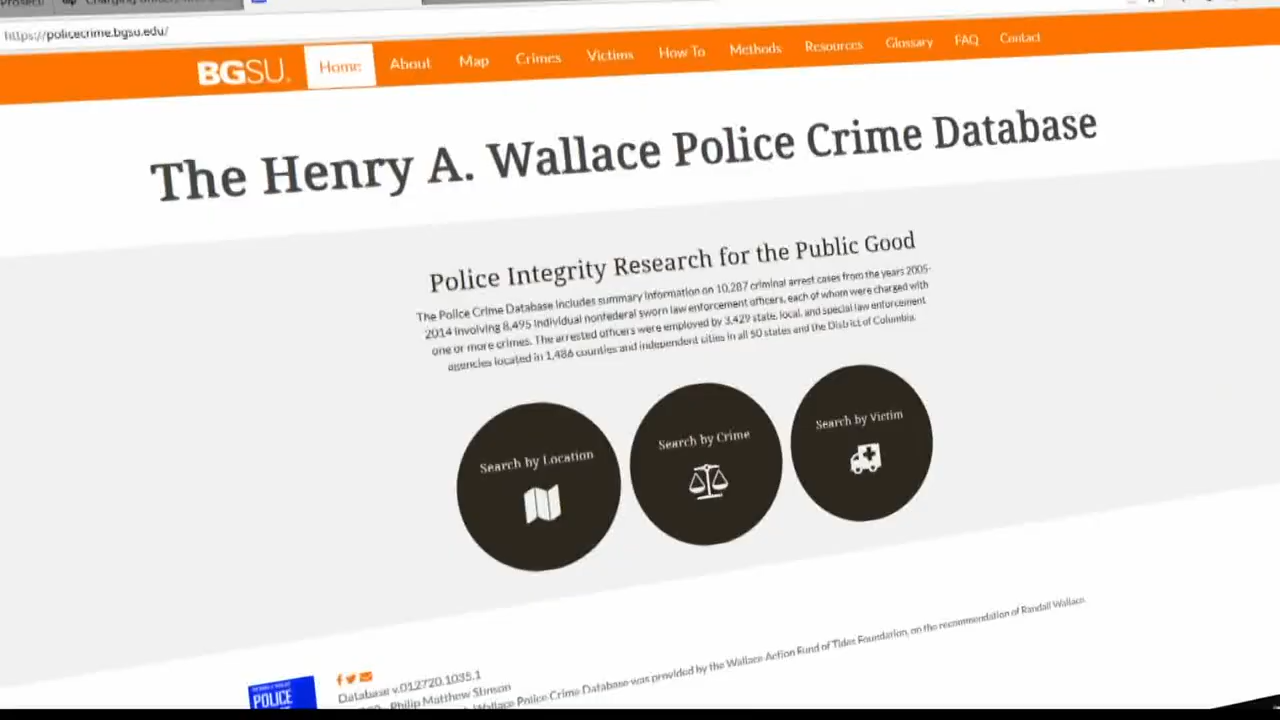 Charging
https://policecrime.bgsu.edu/
BGSU. Home About Map Crimes Victims How To Methods Resources Glossary FAQ Contact
The Henry A. Wallace Police Crime Database
Police Integrity Research for the Public Good
The Police Crime Database includes summary information on 10,287 criminal arrest cases from the years 2005-
2014 involving 8,495 individual nonfederal sworn law enforcement officers, each of whom were charged with
one or more crimes. The arrested officers were employed by 3,429 state, local, and special law enforcement
agencies located in 1,486 counties and independent cities in all 50 states and the District of Columbia.
Search by Location
Search by Crime
Search by Victim
POLICE
Database v.012720.1035.1
Philip Matthew Stinson
Wallace Police Crime Database was provided by the Wallace Action Fund of Tides Foundation, on the recommendation of Randall Wallace.